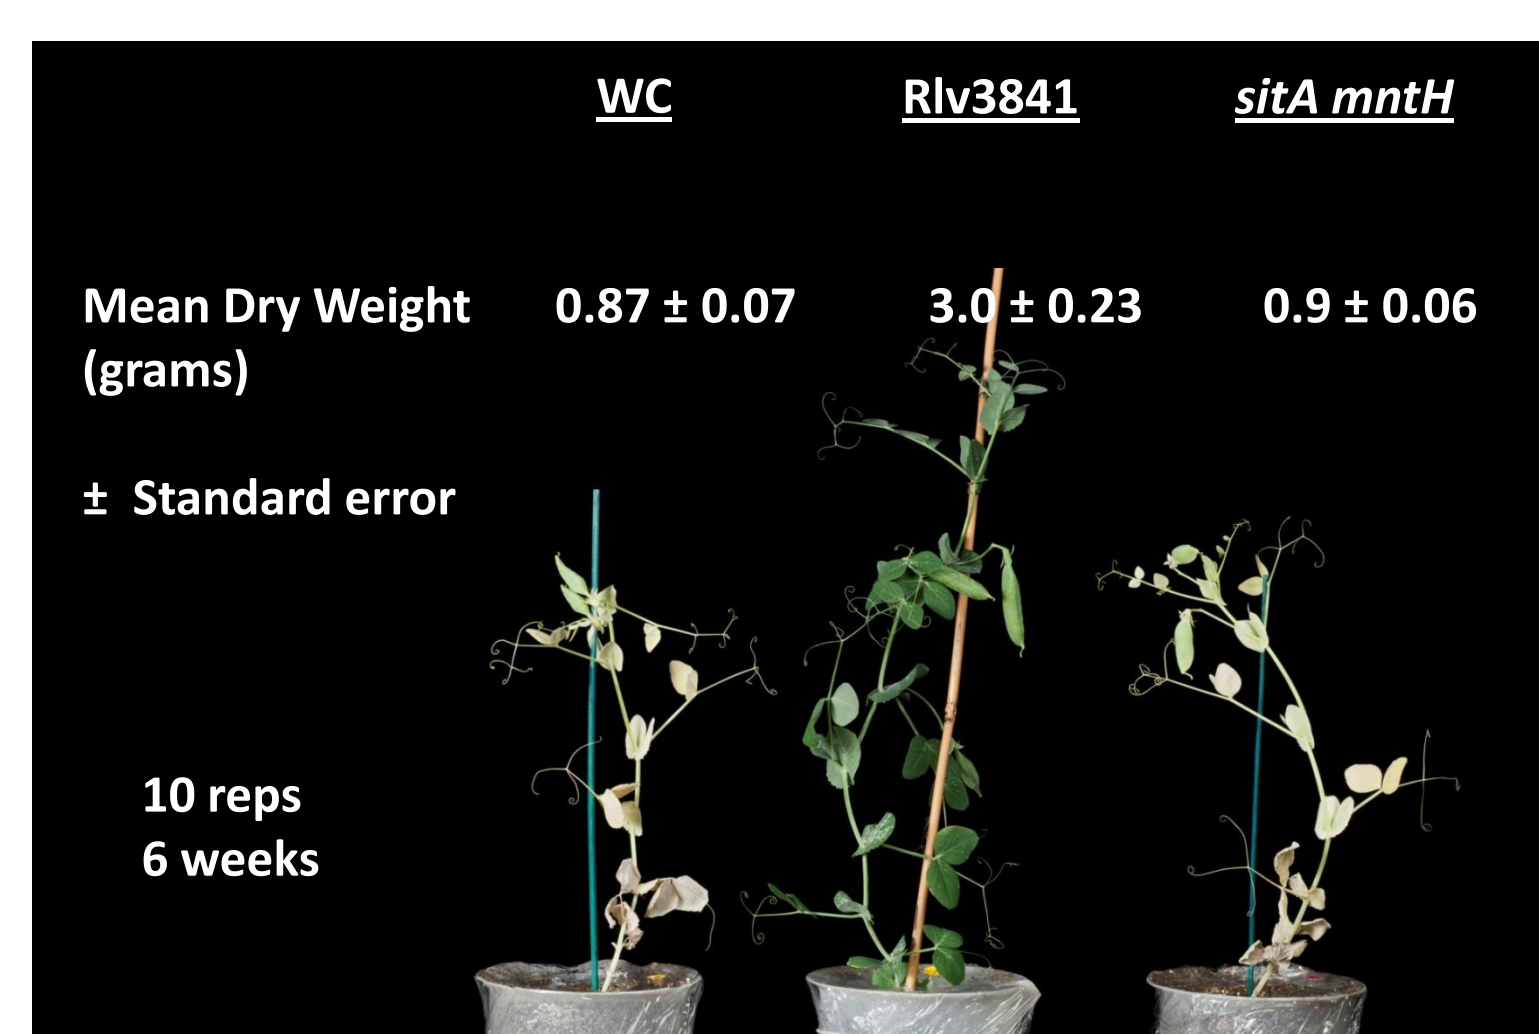 WC Rlv3841 sitA mntH
Mean Dry Weight 0.87 ± 0.07 3.0 ± 0.23 0.9 ± 0.06
(grams)
± Standard error
10 reps
6 weeks